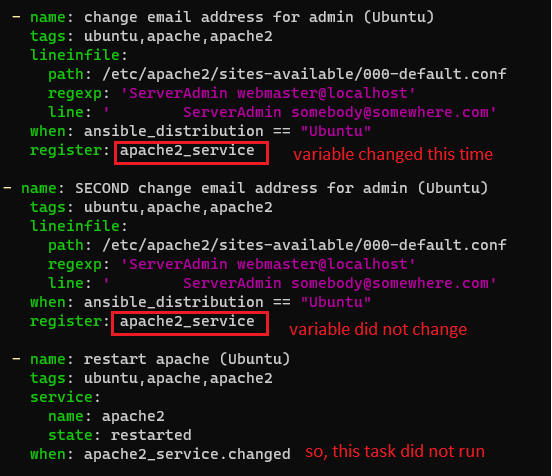 - name: change email address for admin (Ubuntu)
tags: ubuntu,apache,apache2
lineinfile:
path: /etc/apache2/sites-available/000-default.conf
regexp: 'ServerAdmin webmaster@localhost'
line: '        ServerAdmin somebody@somewhere.com'
when: ansible_distribution == "Ubuntu"
register: apache2_service variable changed this time
- name: SECOND change email address for admin (Ubuntu)
tags: ubuntu,apache,apache2
lineinfile:
path: /etc/apache2/sites-available/000-default.conf
regexp: 'ServerAdmin webmaster@localhost'
line: '        ServerAdmin somebody@somewhere.com'
when: ansible_distribution == "Ubuntu"
register: apache2_service variable did not change
- name: restart apache (Ubuntu)
tags: ubuntu,apache,apache2
service:
name: apache2
state: restarted
when: apache2_service.changed so, this task did not run